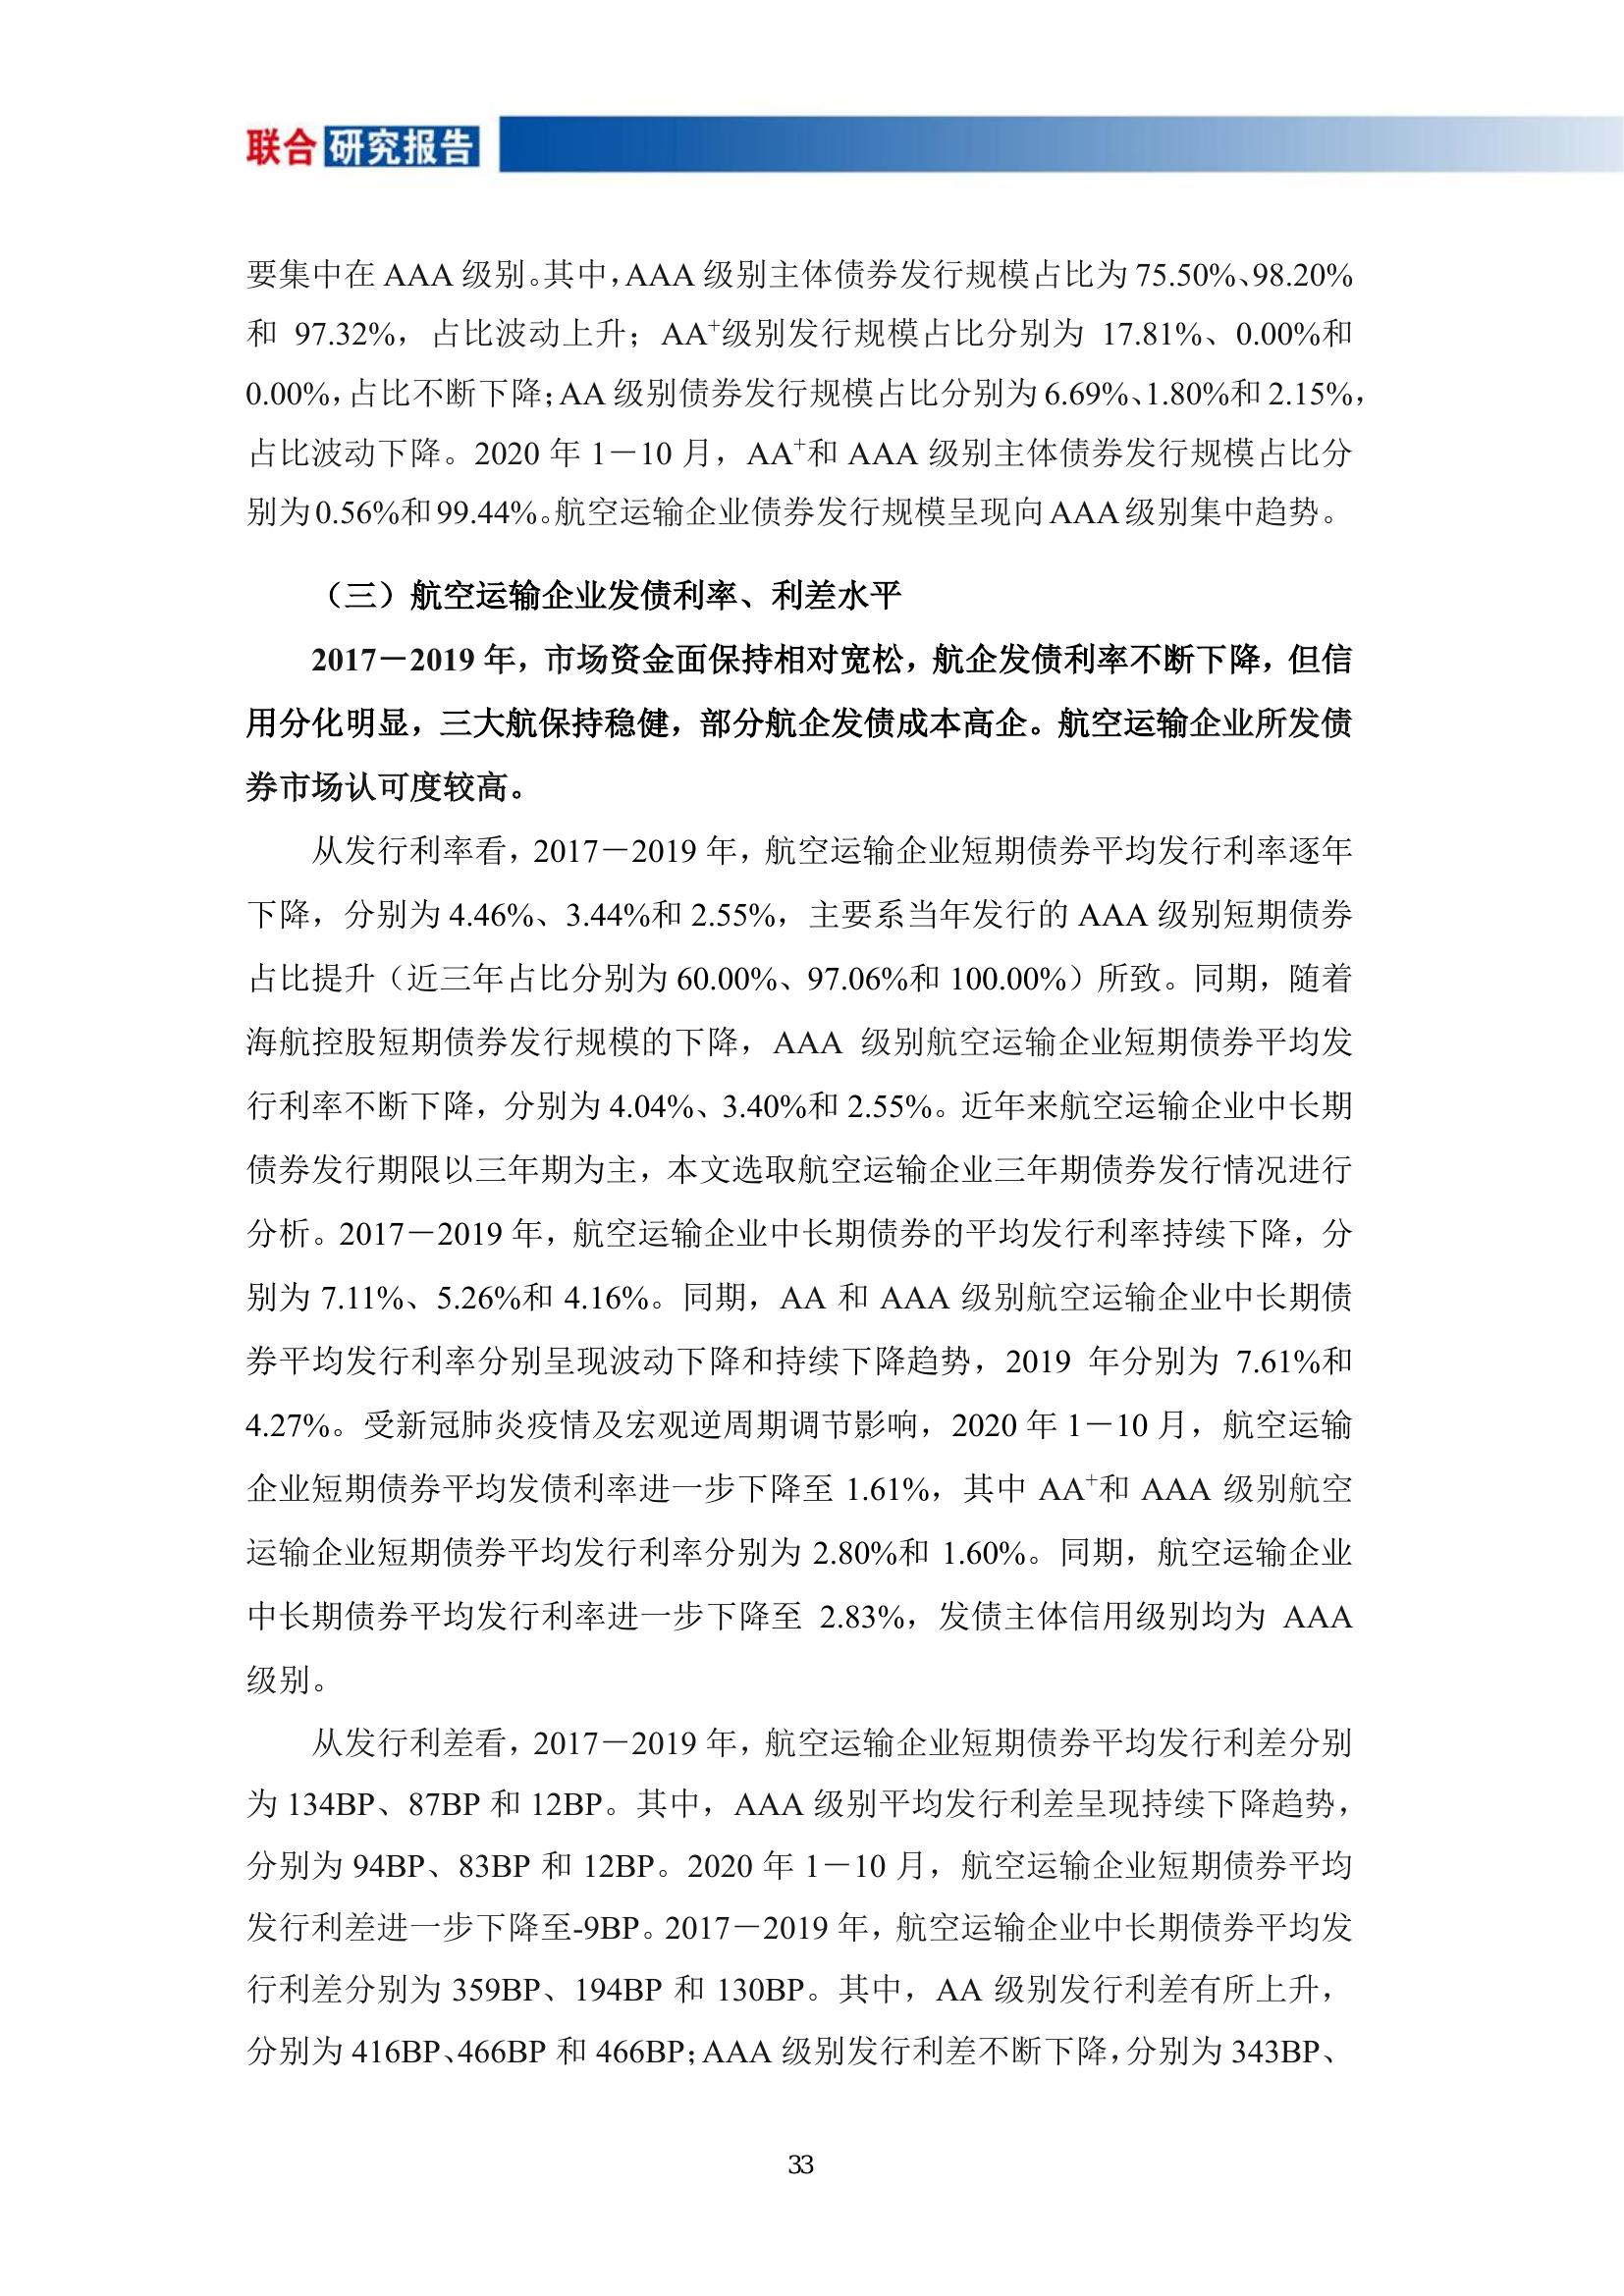 联合 研究报告
要集中在 AAA 级别。其中，AAA 级别主体债券发行规模占比为 75.50%、98.20%
和 97.32%，占比波动上升；AA⁺级别发行规模占比分别为 17.81%、0.00%和
0.00%，占比不断下降；AA 级别债券发行规模占比分别为 6.69%、1.80%和 2.15%，
占比波动下降。2020 年 1－10 月，AA⁺和 AAA 级别主体债券发行规模占比分
别为 0.56%和 99.44%。航空运输企业债券发行规模呈现向 AAA 级别集中趋势。
（三）航空运输企业发债利率、利差水平
2017－2019 年，市场资金面保持相对宽松，航企发债利率不断下降，但信
用分化明显，三大航保持稳健，部分航企发债成本高企。航空运输企业所发债
券市场认可度较高。
从发行利率看，2017－2019 年，航空运输企业短期债券平均发行利率逐年
下降，分别为 4.46%、3.44%和 2.55%，主要系当年发行的 AAA 级别短期债券
占比提升（近三年占比分别为 60.00%、97.06%和 100.00%）所致。同期，随着
海航控股短期债券发行规模的下降，AAA 级别航空运输企业短期债券平均发
行利率不断下降，分别为 4.04%、3.40%和 2.55%。近年来航空运输企业中长期
债券发行期限以三年期为主，本文选取航空运输企业三年期债券发行情况进行
分析。2017－2019 年，航空运输企业中长期债券的平均发行利率持续下降，分
别为 7.11%、5.26%和 4.16%。同期，AA 和 AAA 级别航空运输企业中长期债
券平均发行利率分别呈现波动下降和持续下降趋势，2019 年分别为 7.61%和
4.27%。受新冠肺炎疫情及宏观逆周期调节影响，2020 年 1－10 月，航空运输
企业短期债券平均发债利率进一步下降至 1.61%，其中 AA⁺和 AAA 级别航空
运输企业短期债券平均发行利率分别为 2.80%和 1.60%。同期，航空运输企业
中长期债券平均发行利率进一步下降至 2.83%，发债主体信用级别均为 AAA
级别。
从发行利差看，2017－2019 年，航空运输企业短期债券平均发行利差分别
为 134BP、87BP 和 12BP。其中，AAA 级别平均发行利差呈现持续下降趋势，
分别为 94BP、83BP 和 12BP。2020 年 1－10 月，航空运输企业短期债券平均
发行利差进一步下降至-9BP。2017－2019 年，航空运输企业中长期债券平均发
行利差分别为 359BP、194BP 和 130BP。其中，AA 级别发行利差有所上升，
分别为 416BP、466BP 和 466BP；AAA 级别发行利差不断下降，分别为 343BP、
33